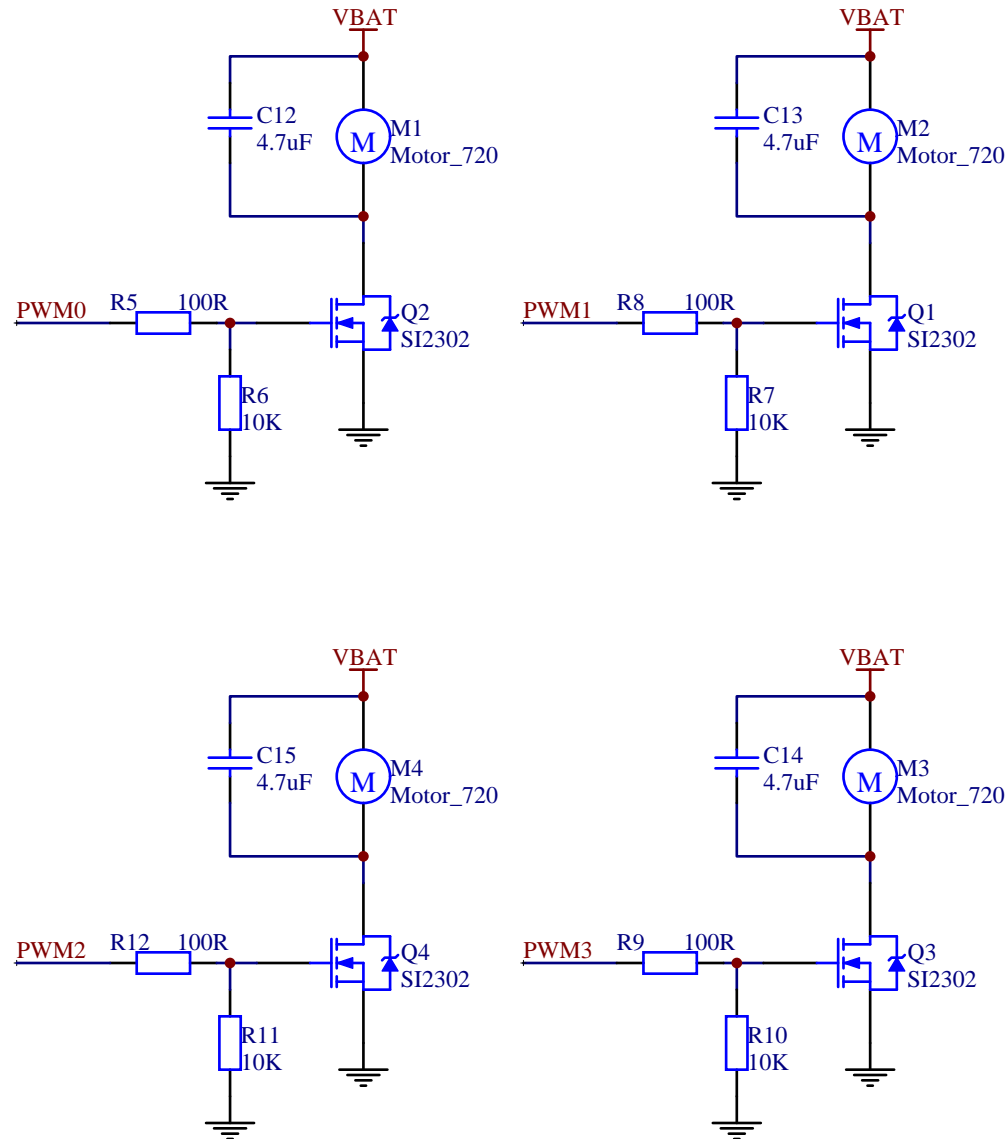 VBAT
C12
4.7uF
M
M1
Motor_720
PWM0
R5 100R
Q2
SI2302
R6
10K
VBAT
C13
4.7uF
M
M2
Motor_720
PWM1
R8 100R
Q1
SI2302
R7
10K
VBAT
C15
4.7uF
M
M4
Motor_720
PWM2
R12 100R
Q4
SI2302
R11
10K
VBAT
C14
4.7uF
M
M3
Motor_720
PWM3
R9 100R
Q3
SI2302
R10
10K